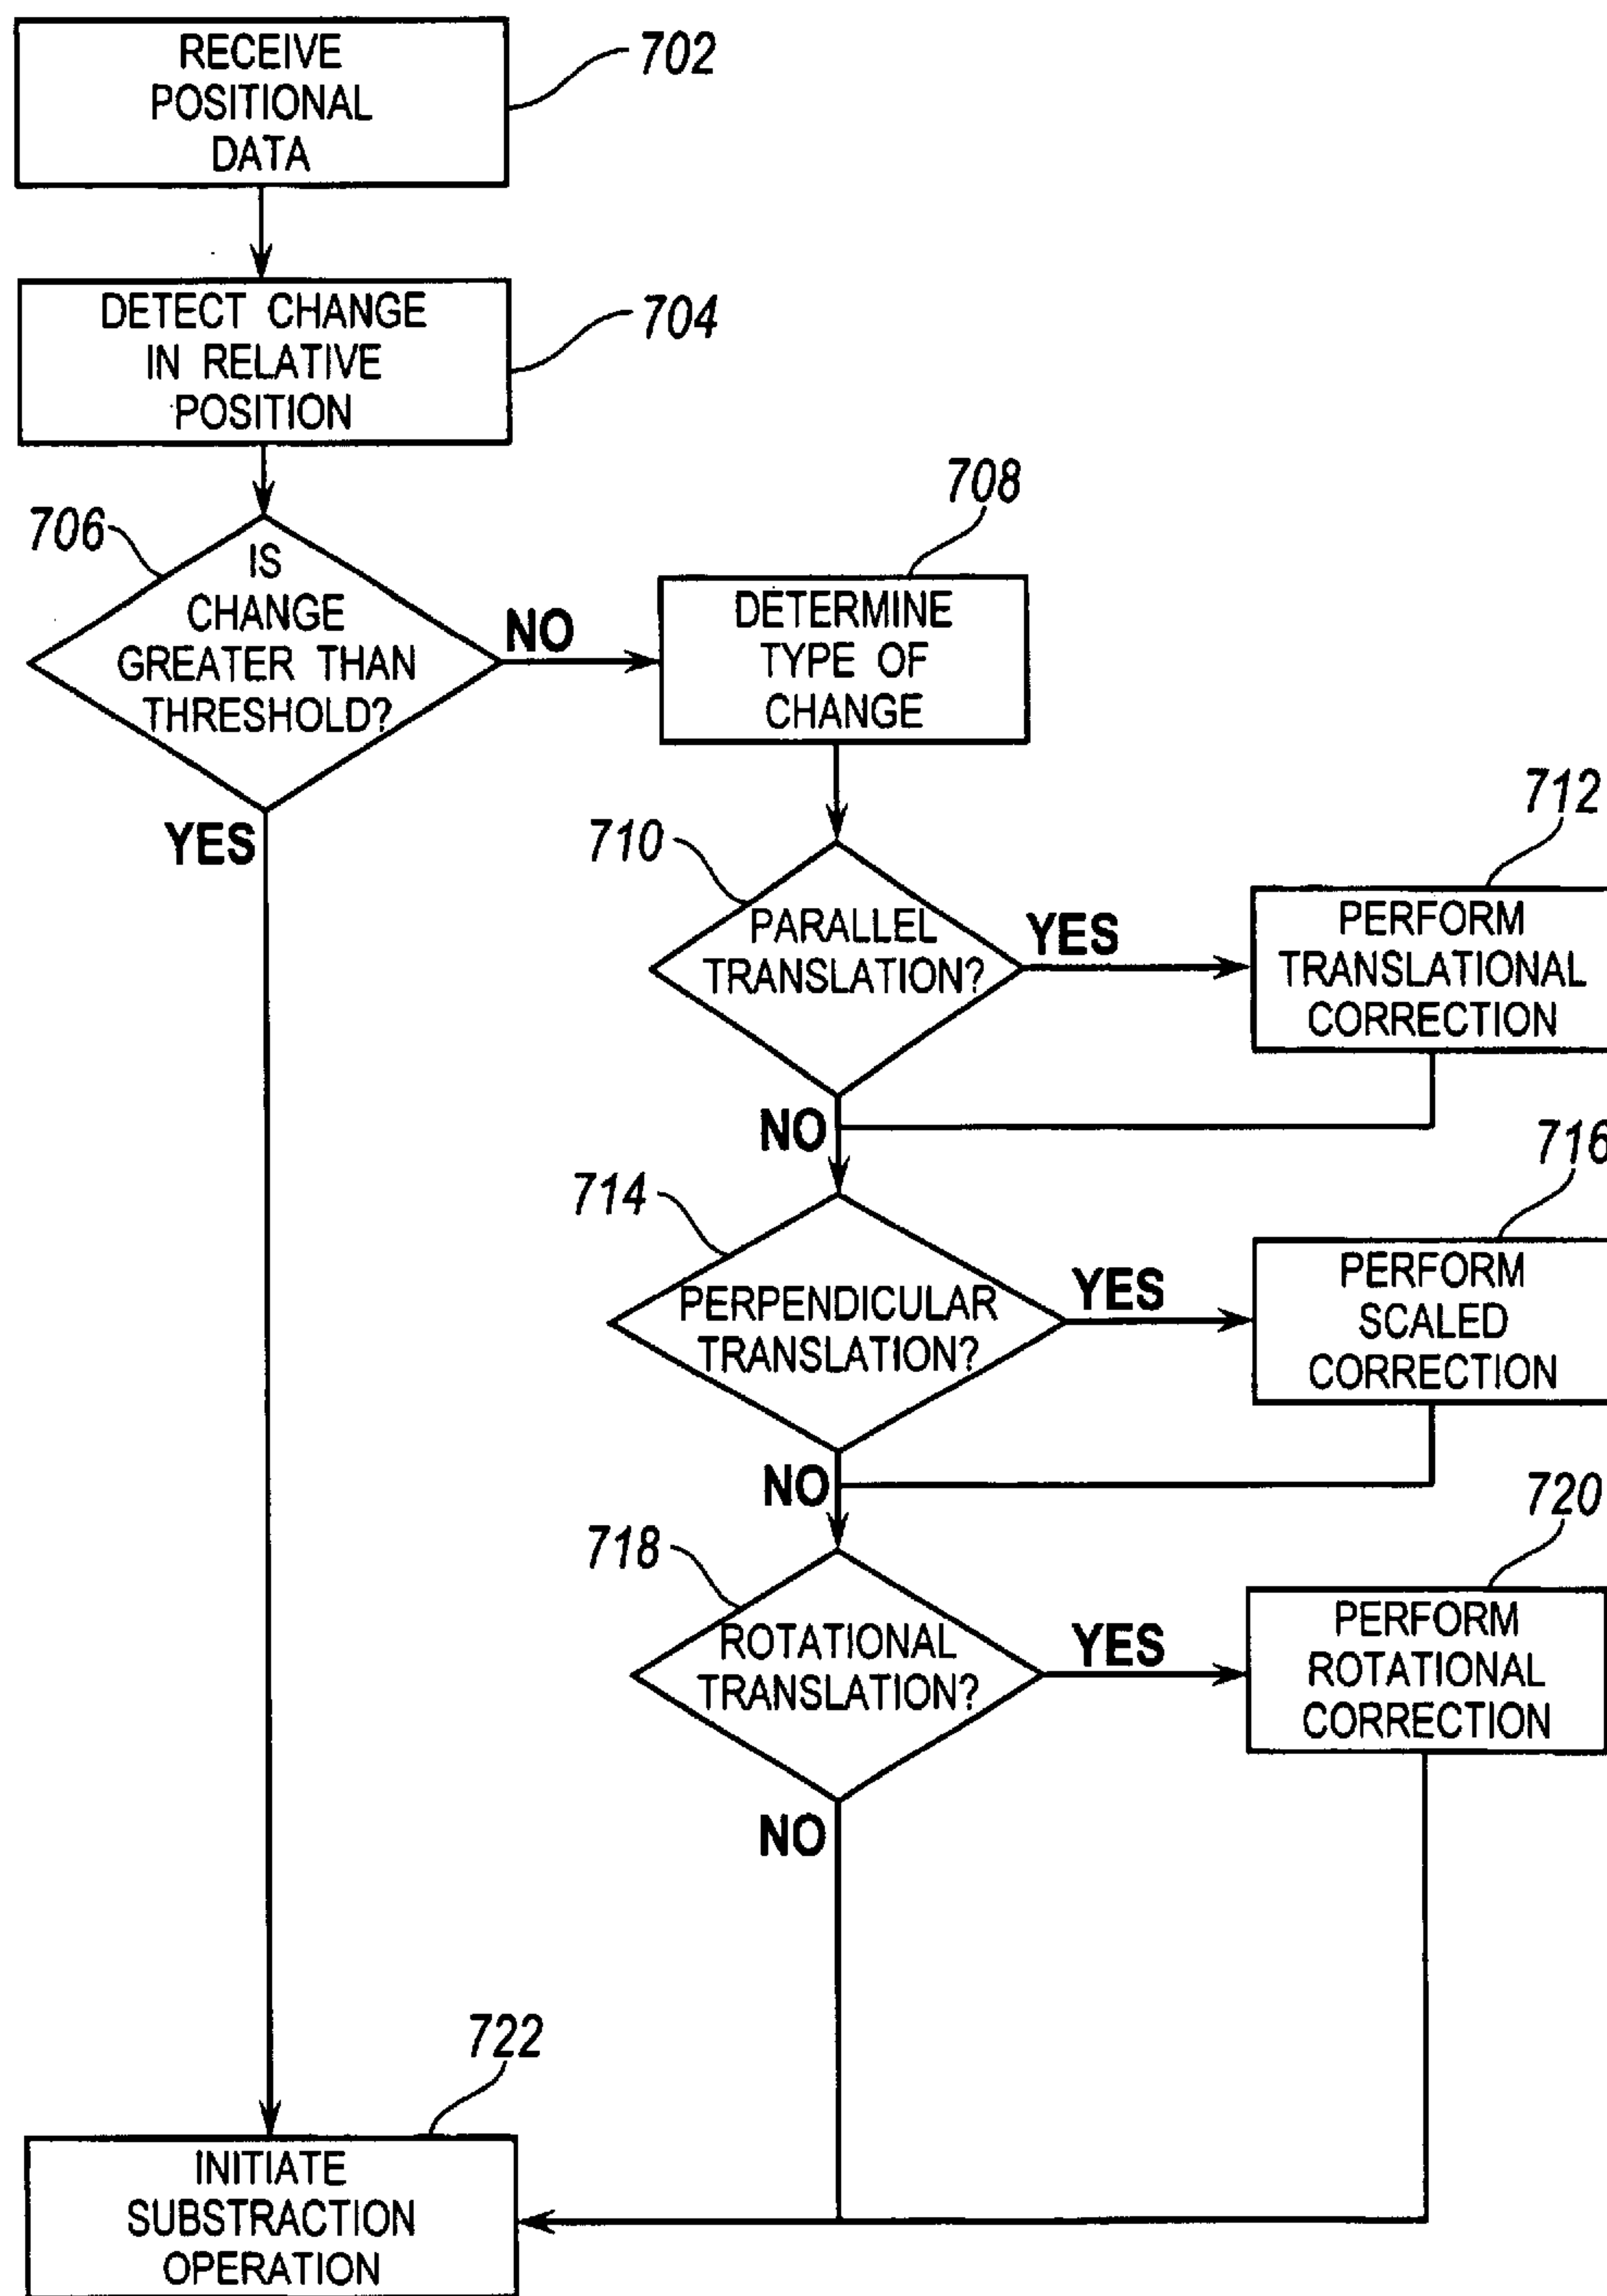 RECEIVE
POSITIONAL
DATA
702
DETECT CHANGE
IN RELATIVE
POSITION
704
706
IS
CHANGE
GREATER THAN
THRESHOLD?
NO
YES
708
DETERMINE
TYPE OF
CHANGE
710
PARALLEL
TRANSLATION?
YES
NO
712
PERFORM
TRANSLATIONAL
CORRECTION
714
PERPENDICULAR
TRANSLATION?
YES
NO
716
PERFORM
SCALED
CORRECTION
718
ROTATIONAL
TRANSLATION?
YES
NO
720
PERFORM
ROTATIONAL
CORRECTION
722
INITIATE
SUBSTRACTION
OPERATION